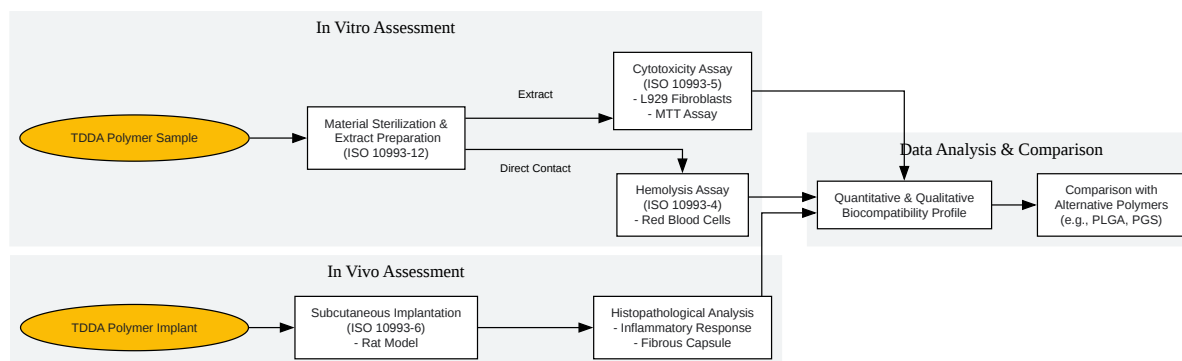 In Vitro Assessment
TDDA Polymer Sample
Material Sterilization &
Extract Preparation
(ISO 10993-12)
Extract
Direct Contact
Cytotoxicity Assay
(ISO 10993-5)
- L929 Fibroblasts
- MTT Assay
Hemolysis Assay
(ISO 10993-4)
- Red Blood Cells
Data Analysis & Comparison
Quantitative & Qualitative
Biocompatibility Profile
Comparison with
Alternative Polymers
(e.g., PLGA, PGS)
In Vivo Assessment
TDDA Polymer Implant
Subcutaneous Implantation
(ISO 10993-6)
- Rat Model
Histopathological Analysis
- Inflammatory Response
- Fibrous Capsule